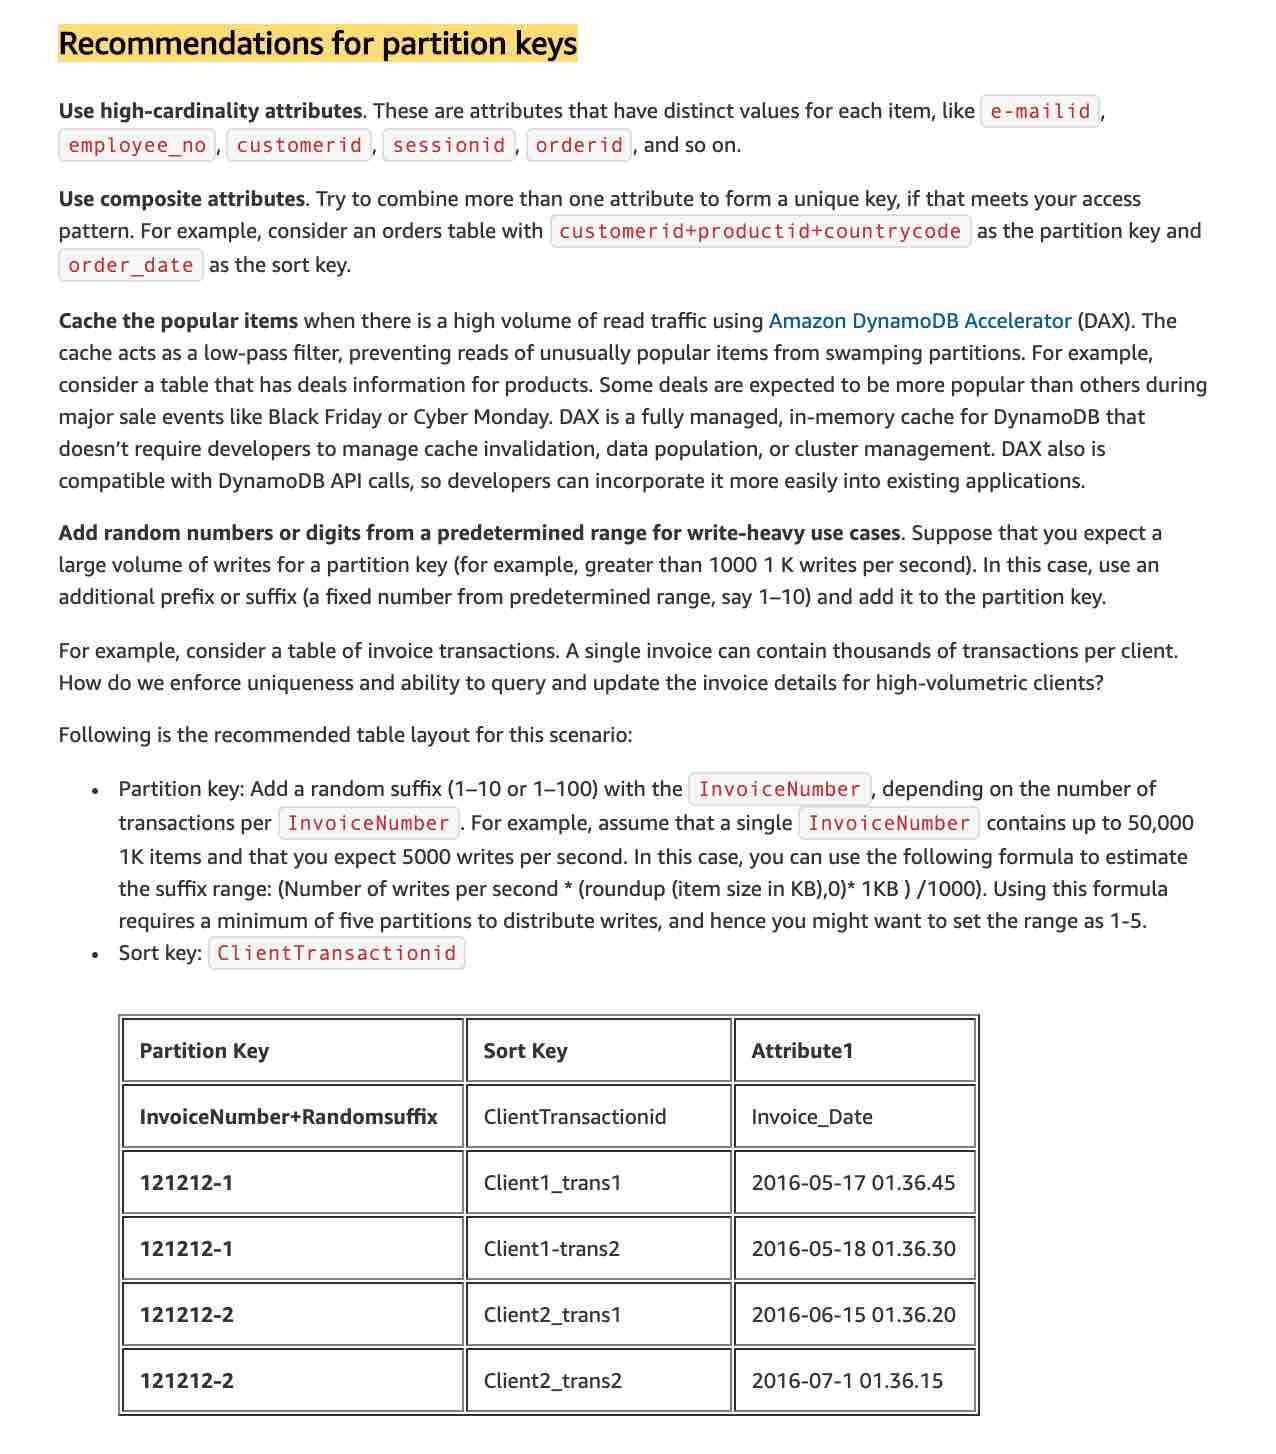 Recommendations for partition keys
Use high-cardinality attributes. These are attributes that have distinct values for each item, like e-mailid,
employee_no, customerid, sessionid, orderid, and so on.
Use composite attributes. Try to combine more than one attribute to form a unique key, if that meets your access
pattern. For example, consider an orders table with customerid+productid+countrycode as the partition key and
order_date as the sort key.
Cache the popular items when there is a high volume of read traffic using Amazon DynamoDB Accelerator (DAX). The
cache acts as a low-pass filter, preventing reads of unusually popular items from swamping partitions. For example,
consider a table that has deals information for products. Some deals are expected to be more popular than others during
major sale events like Black Friday or Cyber Monday. DAX is a fully managed, in-memory cache for DynamoDB that
doesn’t require developers to manage cache invalidation, data population, or cluster management. DAX also is
compatible with DynamoDB API calls, so developers can incorporate it more easily into existing applications.
Add random numbers or digits from a predetermined range for write-heavy use cases. Suppose that you expect a
large volume of writes for a partition key (for example, greater than 1000 1 K writes per second). In this case, use an
additional prefix or suffix (a fixed number from predetermined range, say 1–10) and add it to the partition key.
For example, consider a table of invoice transactions. A single invoice can contain thousands of transactions per client.
How do we enforce uniqueness and ability to query and update the invoice details for high-volumetric clients?
Following is the recommended table layout for this scenario:
• Partition key: Add a random suffix (1–10 or 1–100) with the InvoiceNumber, depending on the number of
transactions per InvoiceNumber. For example, assume that a single InvoiceNumber contains up to 50,000
1K items and that you expect 5000 writes per second. In this case, you can use the following formula to estimate
the suffix range: (Number of writes per second * (roundup (item size in KB),0)* 1KB ) /1000). Using this formula
requires a minimum of five partitions to distribute writes, and hence you might want to set the range as 1-5.
• Sort key: ClientTransactionid
Partition Key Sort Key Attribute1
InvoiceNumber+Randomsuffix ClientTransactionid Invoice_Date
121212-1 Client1_trans1 2016-05-17 01.36.45
121212-1 Client1-trans2 2016-05-18 01.36.30
121212-2 Client2_trans1 2016-06-15 01.36.20
121212-2 Client2_trans2 2016-07-1 01.36.15